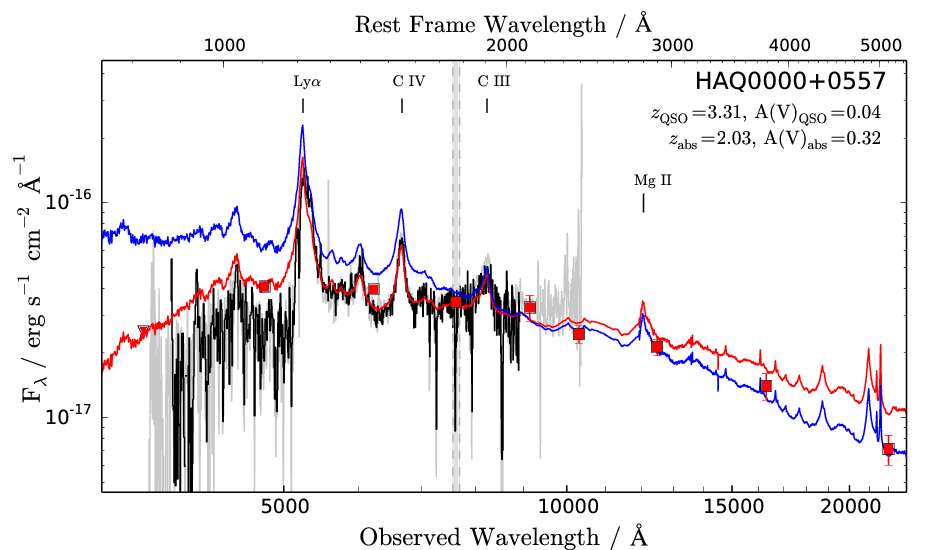 Rest Frame Wavelength / Å
1000 2000 3000 4000 5000
HAQ0000+0557
Lyα C IV C III
z_QSO=3.31, A(V)_QSO=0.04
z_abs=2.03, A(V)_abs=0.32
Mg II
F_λ / erg s⁻¹ cm⁻² Å⁻¹
10⁻¹⁶
10⁻¹⁷
5000 10000 15000 20000
Observed Wavelength / Å